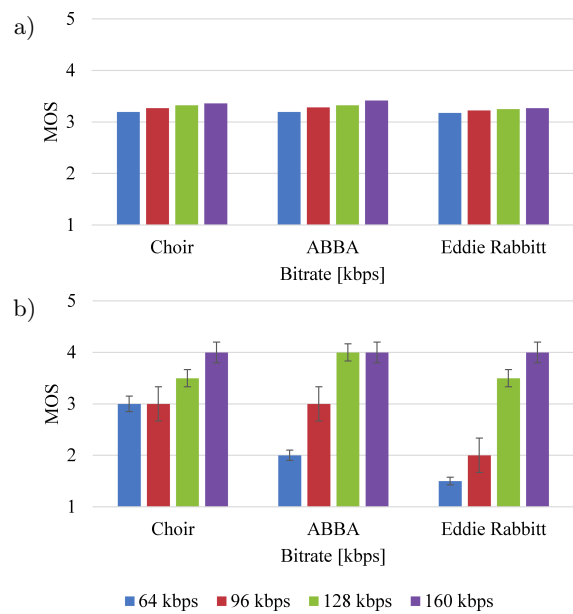 a)
5
4
3
2
1
MOS
Choir ABBA Eddie Rabbitt
Bitrate [kbps]
b)
5
4
3
2
1
MOS
Choir ABBA Eddie Rabbitt
Bitrate [kbps]
64 kbps 96 kbps 128 kbps 160 kbps